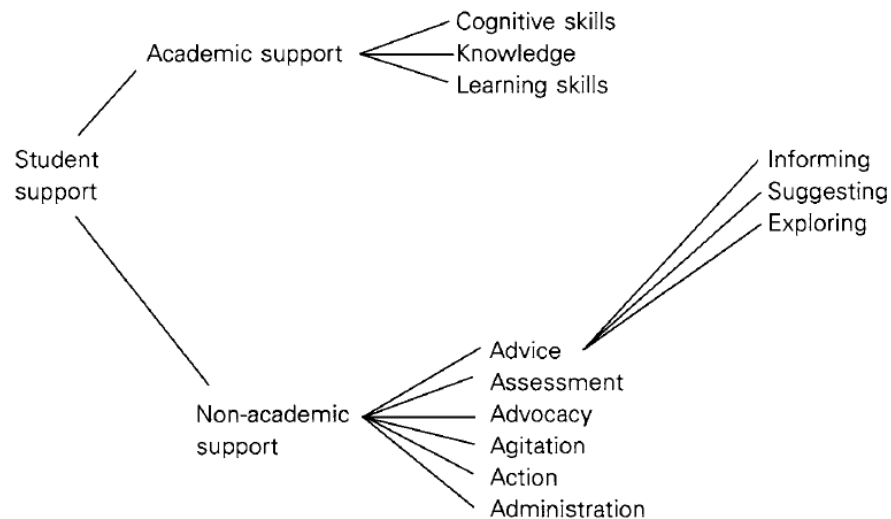 Cognitive skills
Academic support
Knowledge
Learning skills
Student
support
Informing
Suggesting
Exploring
Advice
Assessment
Non-academic
support
Advocacy
Agitation
Action
Administration